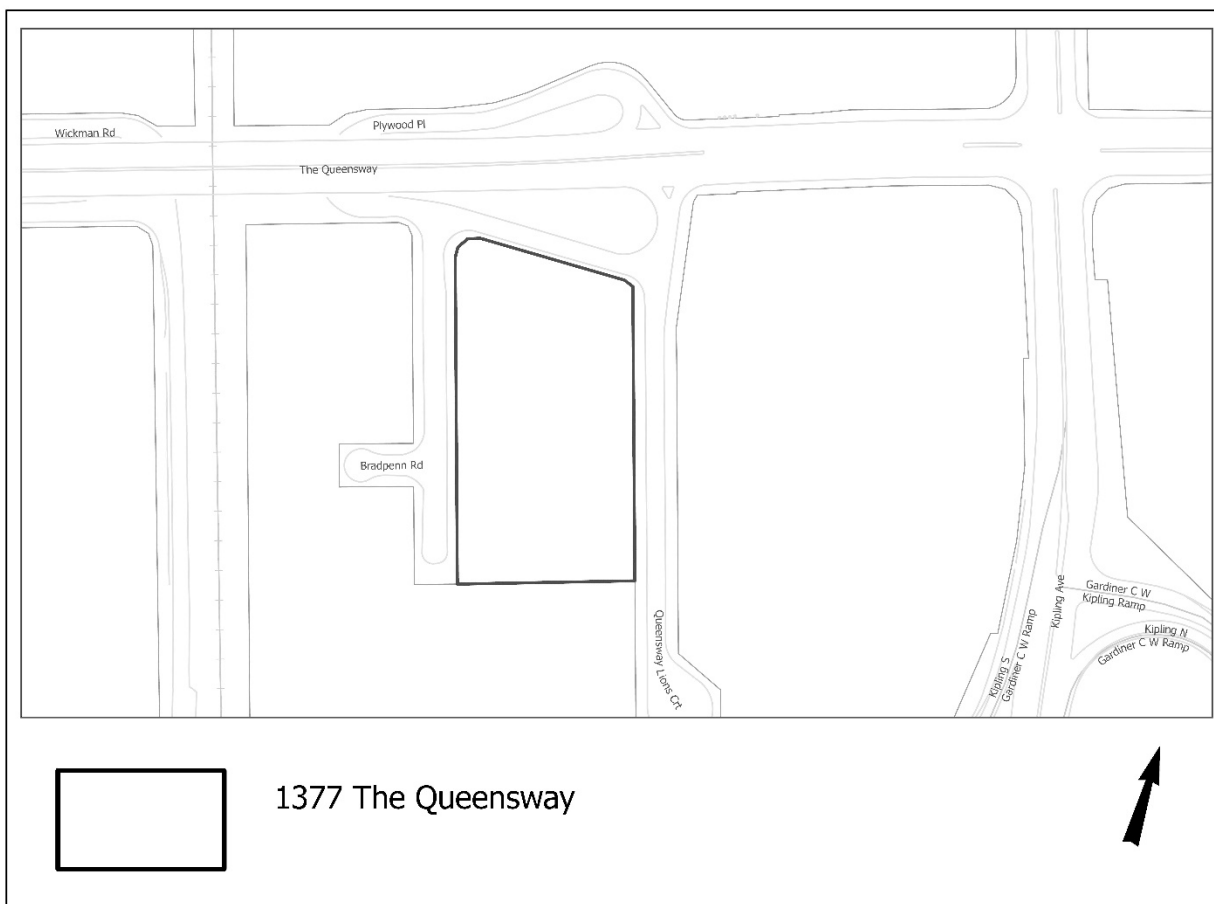 Plywood Pl
Wickman Rd
The Queensway
Bradpenn Rd
Queensway Lions Crt
Kipling S
Gardiner C W Ramp
Kipling Ave
Gardiner C W
Kipling Ramp
Kipling N
Gardiner C W Ramp
1377 The Queensway